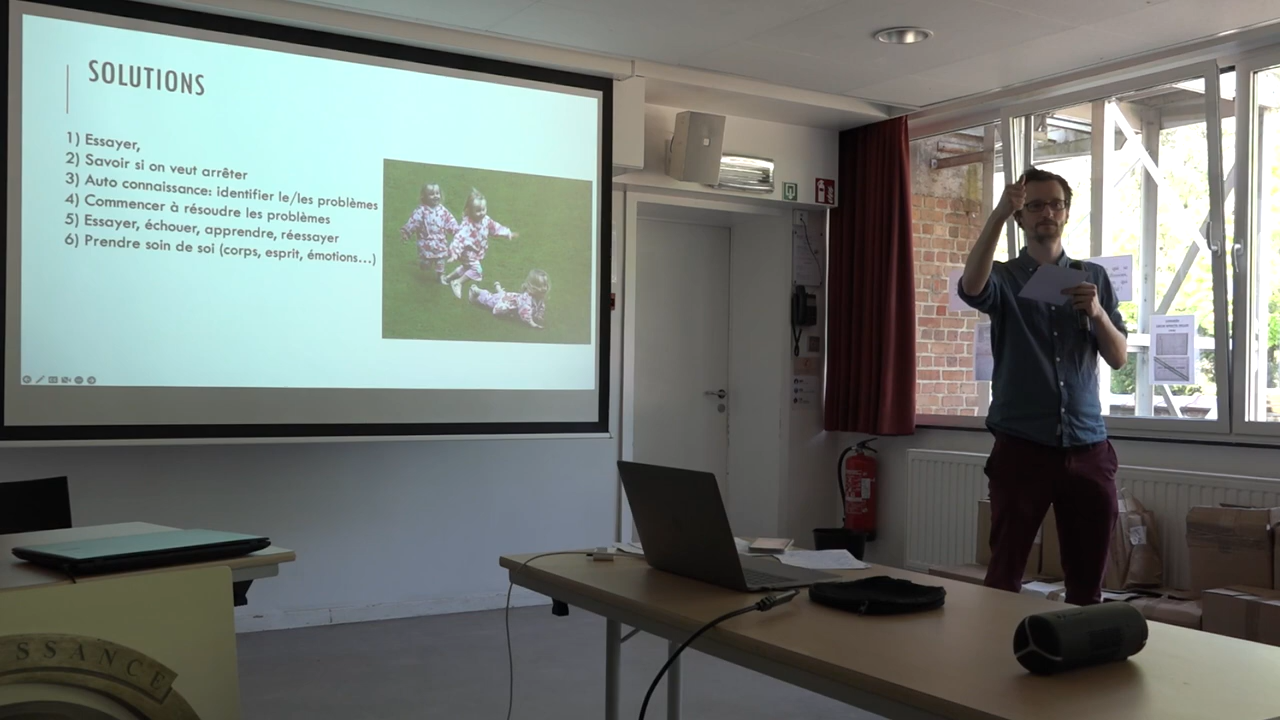 SOLUTIONS
1) Essayer,
2) Savoir si on veut arrêter
3) Auto connaissance: identifier le/les problèmes
4) Commencer à résoudre les problèmes
5) Essayer, échouer, apprendre, réessayer
6) Prendre soin de soi (corps, esprit, émotions...)
SSANCE